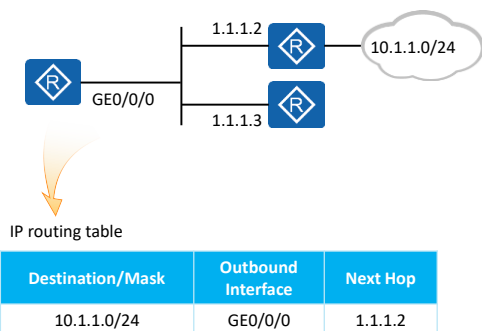 1.1.1.2
R
10.1.1.0/24
R
GE0/0/0
R
1.1.1.3
IP routing table
Destination/Mask
Outbound
Interface
Next Hop
10.1.1.0/24
GE0/0/0
1.1.1.2